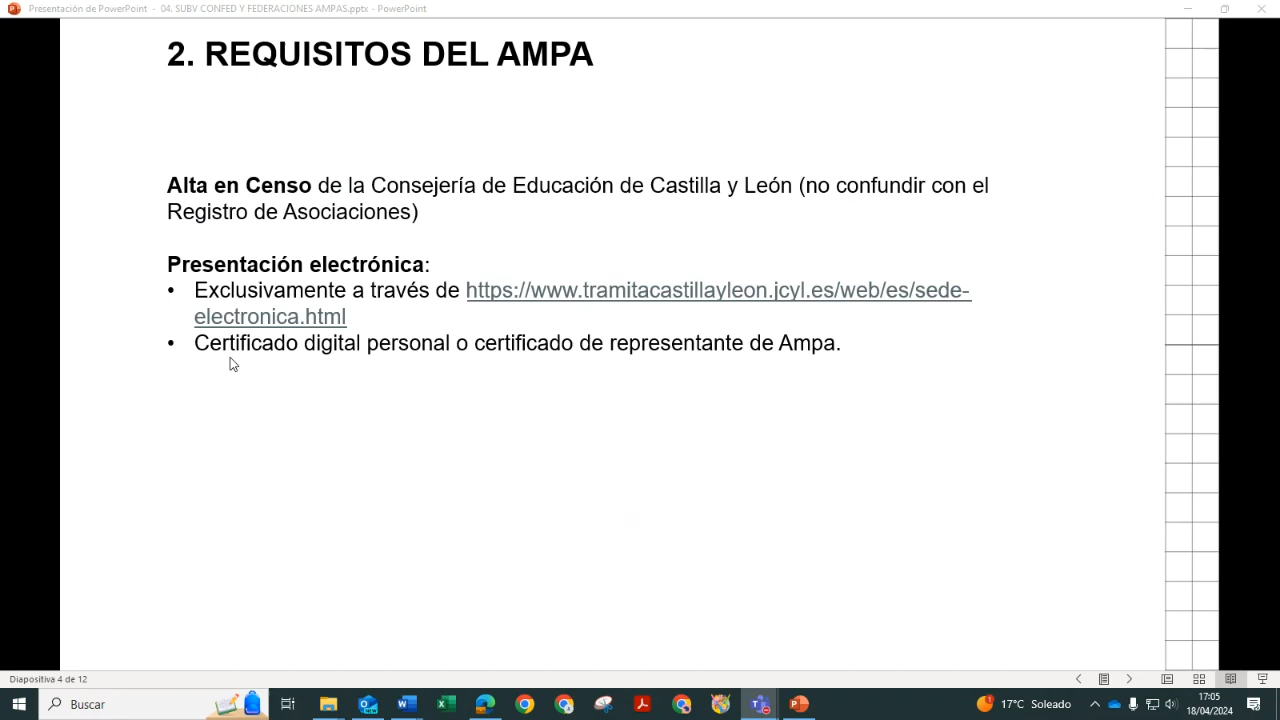 Presentación de PowerPoint - 04. SUBV CONFED Y FEDERACIONES AMPAS.pptx - PowerPoint
2. REQUISITOS DEL AMPA
Alta en Censo de la Consejería de Educación de Castilla y León (no confundir con el
Registro de Asociaciones)
Presentación electrónica:
• Exclusivamente a través de https://www.tramitacastillayleon.jcyl.es/web/es/sede-
electronica.html
• Certificado digital personal o certificado de representante de Ampa.
Diapositiva 4 de 12
Buscar
17°C Soleado
17:05
18/04/2024